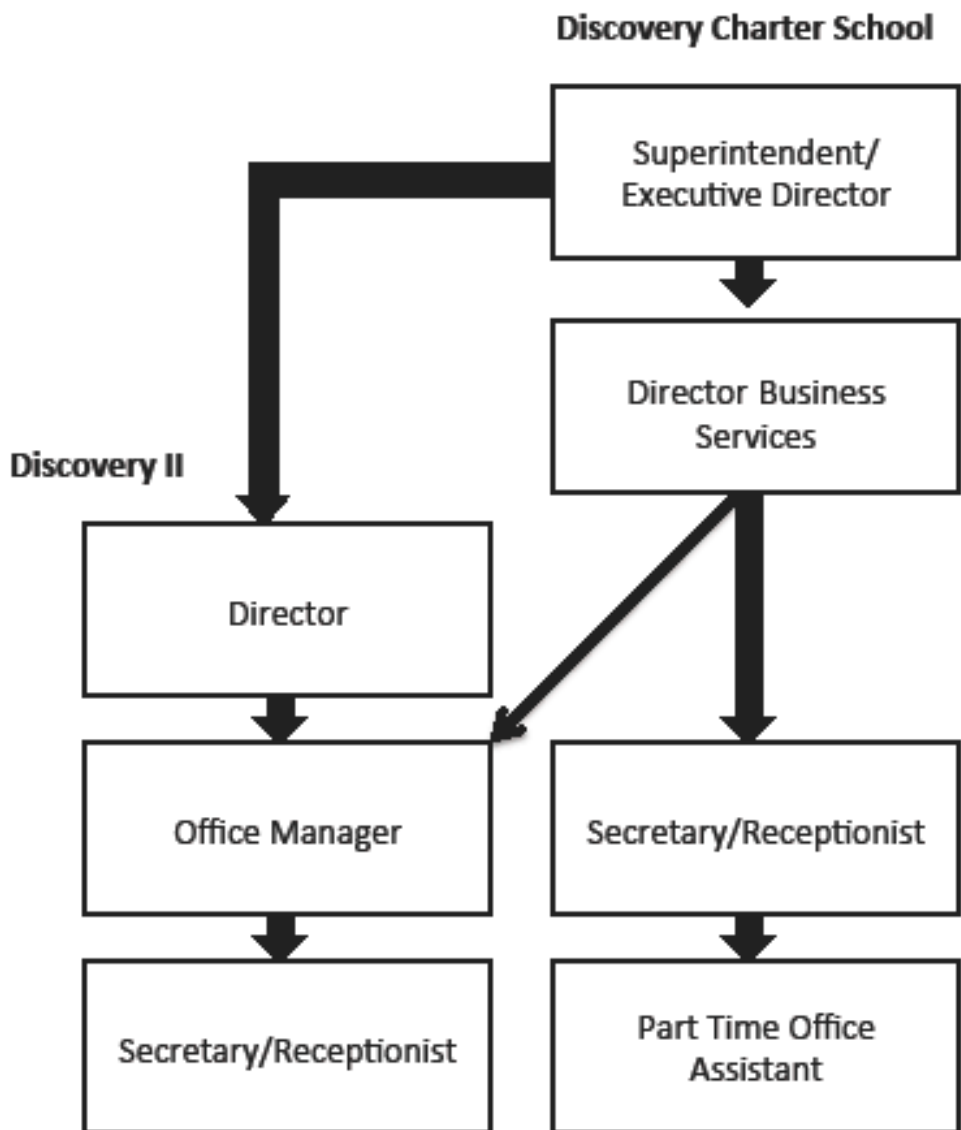 Discovery Charter School
Superintendent/
Executive Director
Director Business
Services
Discovery II
Director
Office Manager
Secretary/Receptionist
Secretary/Receptionist
Part Time Office
Assistant